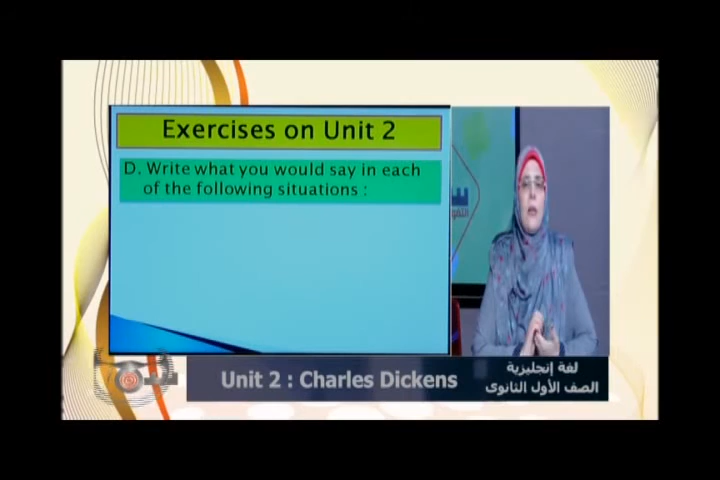 Exercises on Unit 2
D. Write what you would say in each
of the following situations :
Unit 2 : Charles Dickens
لغة إنجليزية
الصف الأول الثانوى